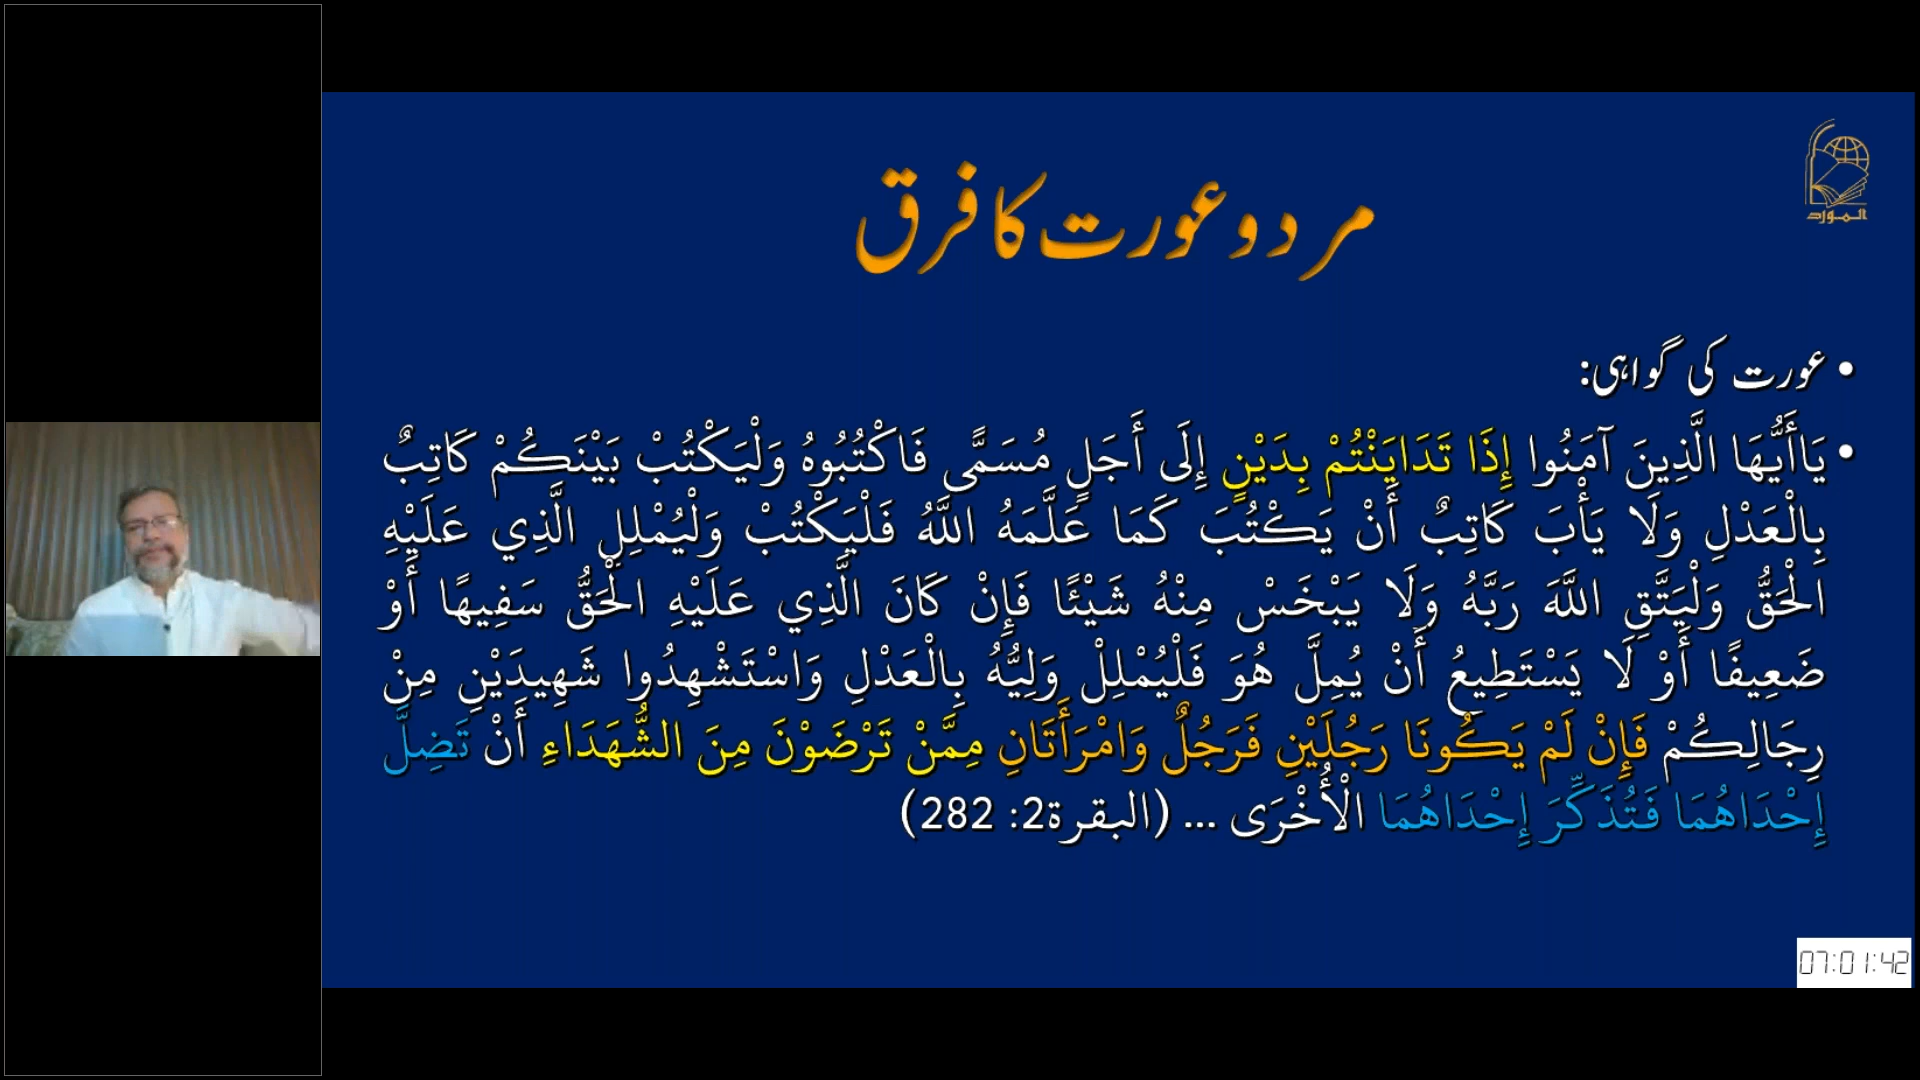 المورد
مرد و عورت کا فرق
• عورت کی گواہی:
• يَاأَيُّهَا الَّذِينَ آمَنُوا إِذَا تَدَايَنْتُمْ بِدَيْنٍ إِلَى أَجَلٍ مُسَمًّى فَاكْتُبُوهُ وَلْيَكْتُبْ بَيْنَكُمْ كَاتِبٌ
بِالْعَدْلِ وَلَا يَأْبَ كَاتِبٌ أَنْ يَكْتُبَ كَمَا عَلَّمَهُ اللَّهُ فَلْيَكْتُبْ وَلْيُمْلِلِ الَّذِي عَلَيْهِ
الْحَقُّ وَلْيَتَّقِ اللَّهَ رَبَّهُ وَلَا يَبْخَسْ مِنْهُ شَيْئًا فَإِنْ كَانَ الَّذِي عَلَيْهِ الْحَقُّ سَفِيهًا أَوْ
ضَعِيفًا أَوْ لَا يَسْتَطِيعُ أَنْ يُمِلَّ هُوَ فَلْيُمْلِلْ وَلِيُّهُ بِالْعَدْلِ وَاسْتَشْهِدُوا شَهِيدَيْنِ مِنْ
رِجَالِكُمْ فَإِنْ لَمْ يَكُونَا رَجُلَيْنِ فَرَجُلٌ وَامْرَأَتَانِ مِمَّنْ تَرْضَوْنَ مِنَ الشُّهَدَاءِ أَنْ تَضِلَّ
إِحْدَاهُمَا فَتُذَكِّرَ إِحْدَاهُمَا الْأُخْرَى ... (البقرة2: 282)
07:01:42